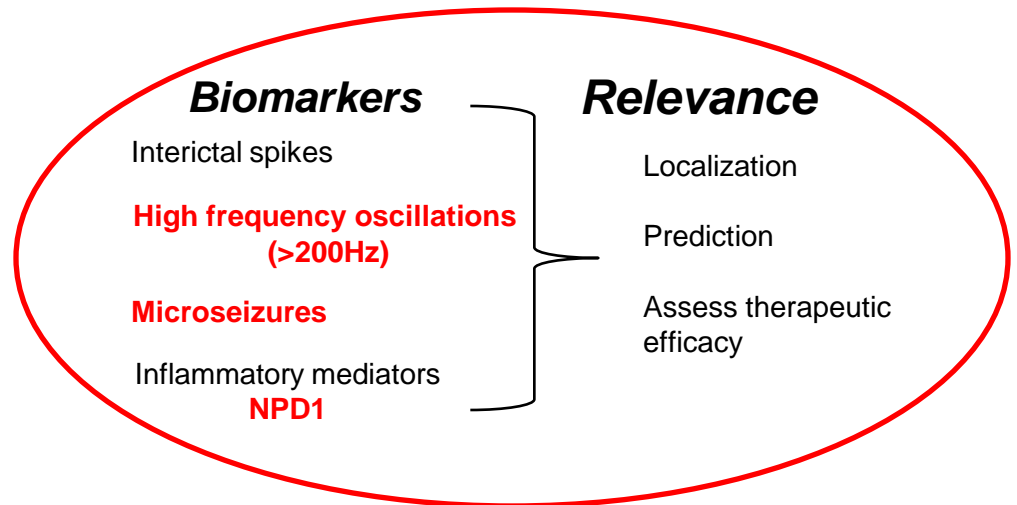 Biomarkers
Interictal spikes
High frequency oscillations
(>200Hz)
Microseizures
Inflammatory mediators
NPD1
Relevance
Localization
Prediction
Assess therapeutic
efficacy